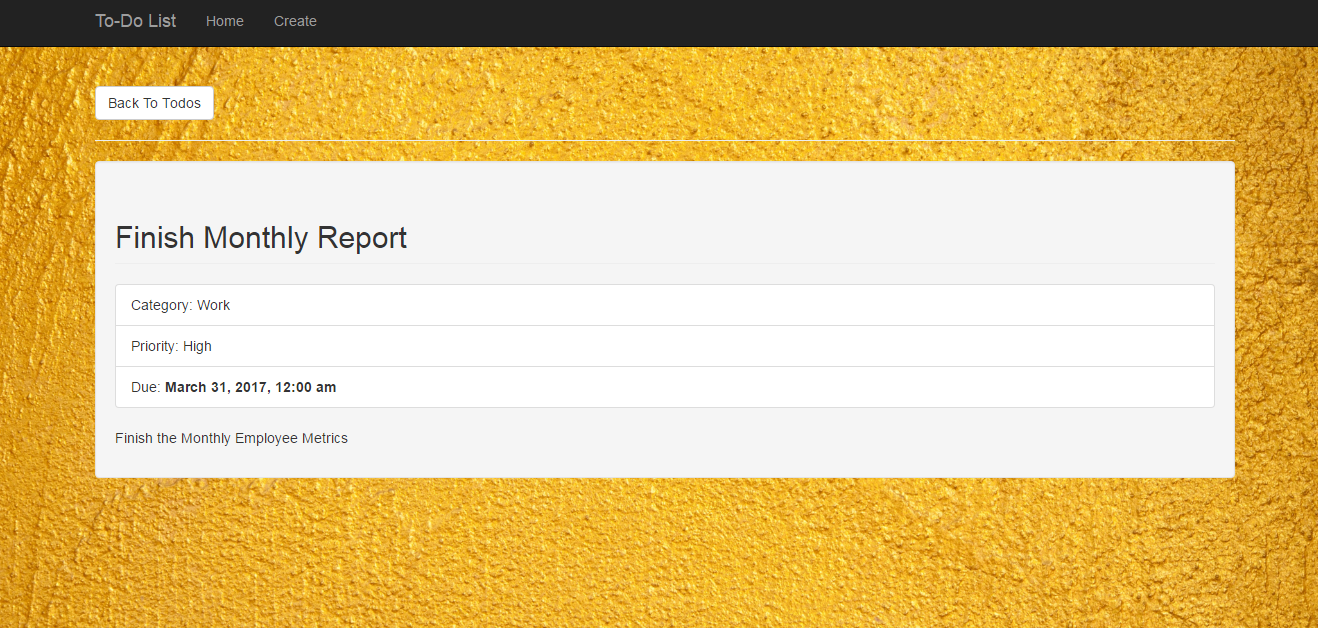 To-Do List Home Create
Back To Todos
Finish Monthly Report
Category: Work
Priority: High
Due: March 31, 2017, 12:00 am
Finish the Monthly Employee Metrics